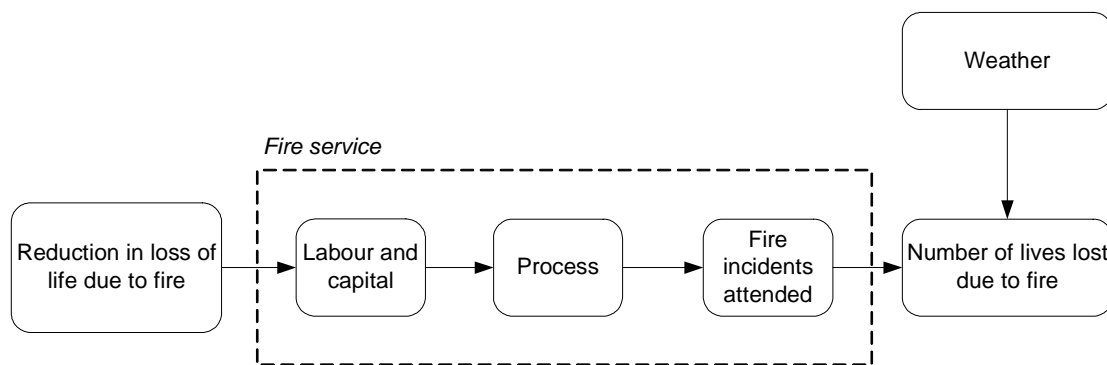 Weather
Fire service
Reduction in loss of
life due to fire
Labour and
capital
Process
Fire
incidents
attended
Number of lives lost
due to fire